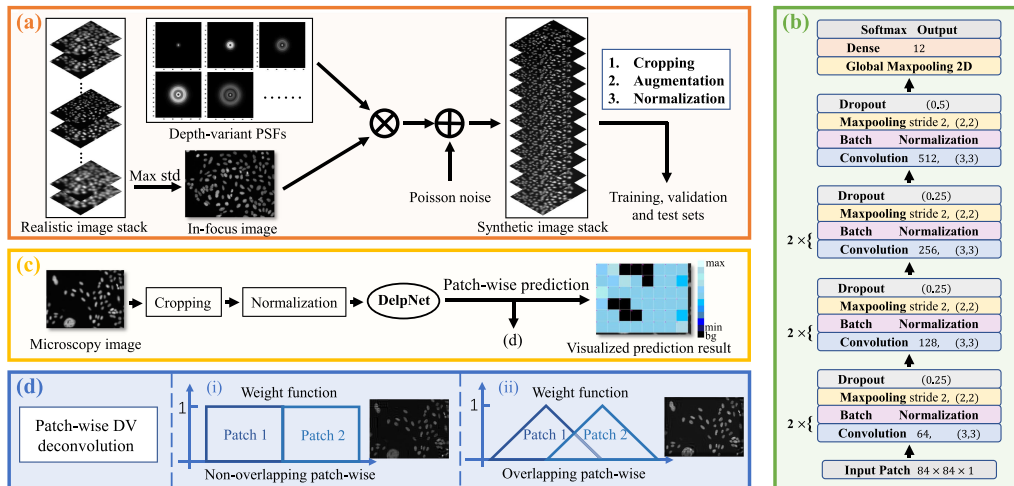 (a)
Depth-variant PSFs
Max std
Realistic image stack
In-focus image
Poisson noise
Synthetic image stack
1. Cropping
2. Augmentation
3. Normalization
Training, validation
and test sets
(b)
Softmax Output
Dense 12
Global Maxpooling 2D
Dropout (0.5)
Maxpooling stride 2, (2,2)
Batch Normalization
Convolution 512, (3,3)
Dropout (0.25)
Maxpooling stride 2, (2,2)
Batch Normalization
2 ×{
Convolution 256, (3,3)
Dropout (0.25)
Maxpooling stride 2, (2,2)
Batch Normalization
2 ×{
Convolution 128, (3,3)
Dropout (0.25)
Maxpooling stride 2, (2,2)
Batch Normalization
2 ×{
Convolution 64, (3,3)
Input Patch 84 × 84 × 1
(c)
Microscopy image
Cropping
Normalization
DelpNet
Patch-wise prediction
(d)
max
min
bg
Visualized prediction result
(d)
Patch-wise DV
deconvolution
(i)
Weight function
1
Patch 1
Patch 2
Non-overlapping patch-wise
(ii)
Weight function
1
Patch 1
Patch 2
Overlapping patch-wise